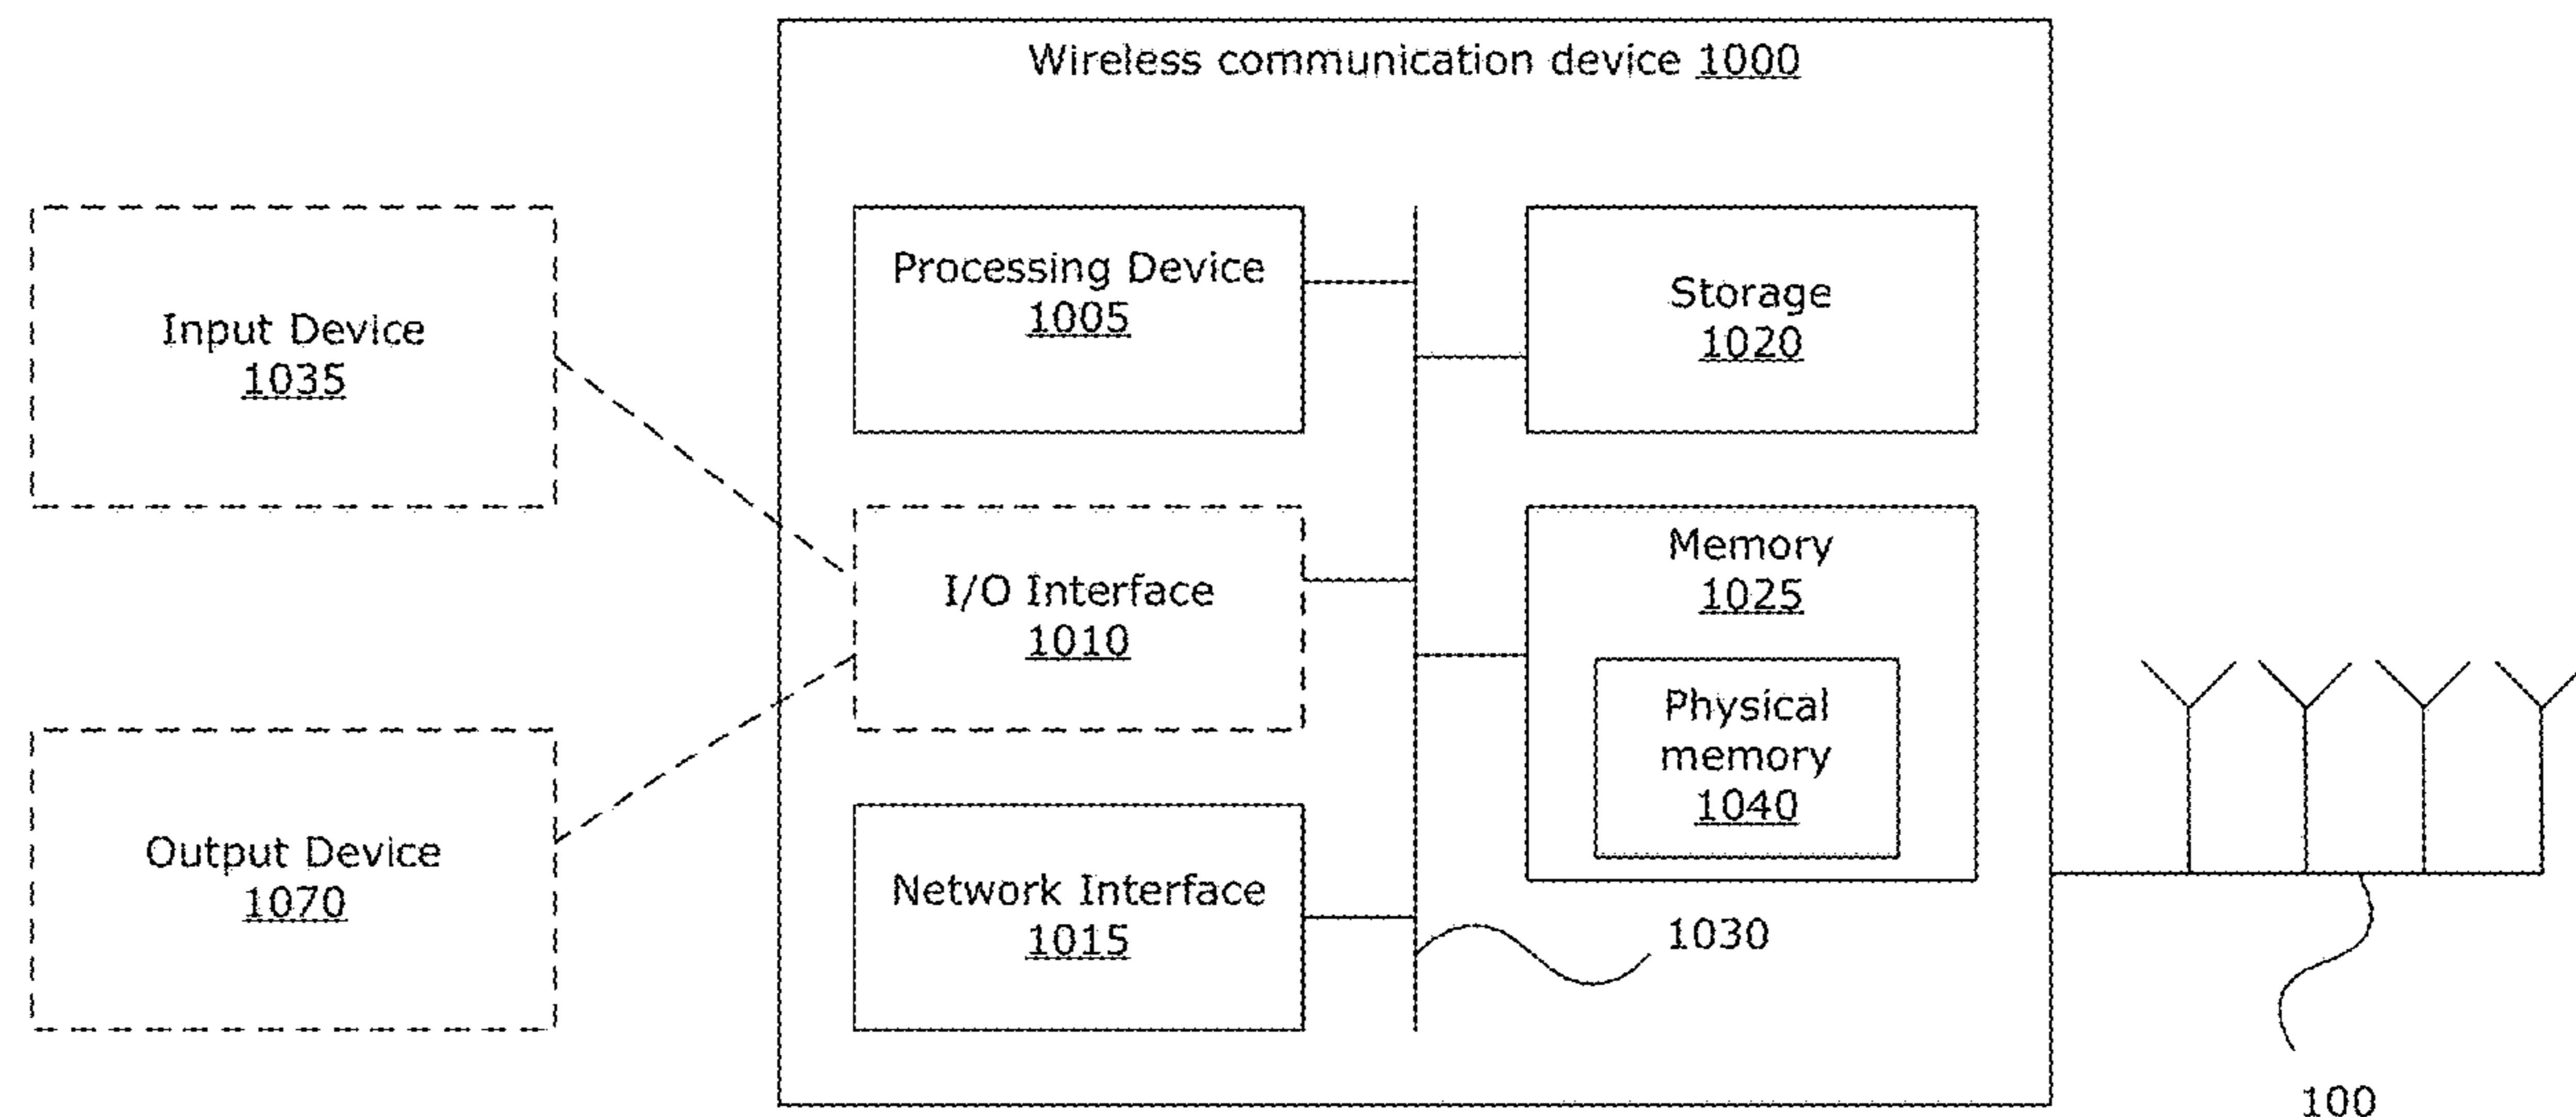 Wireless communication device 1000
Input Device
1035
Output Device
1070
Processing Device
1005
I/O Interface
1010
Network Interface
1015
Storage
1020
Memory
1025
Physical
memory
1040
1030
100